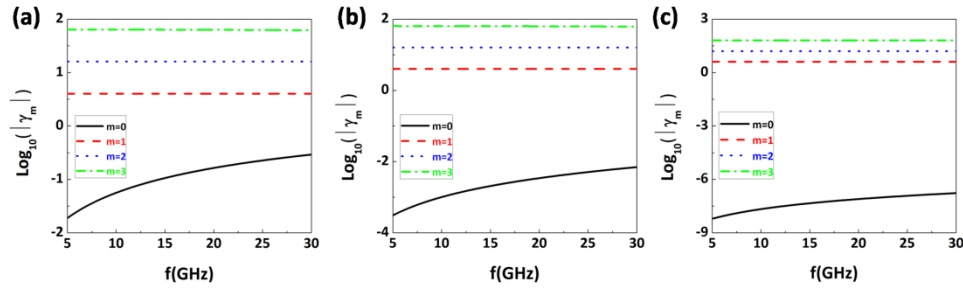 (a)
Log10(|γm|)
2
1
0
-1
-2
m=0
m=1
m=2
m=3
5 10 15 20 25 30
f(GHz)
(b)
Log10(|γm|)
2
0
-2
-4
m=0
m=1
m=2
m=3
5 10 15 20 25 30
f(GHz)
(c)
Log10(|γm|)
3
0
-3
-6
-9
m=0
m=1
m=2
m=3
5 10 15 20 25 30
f(GHz)